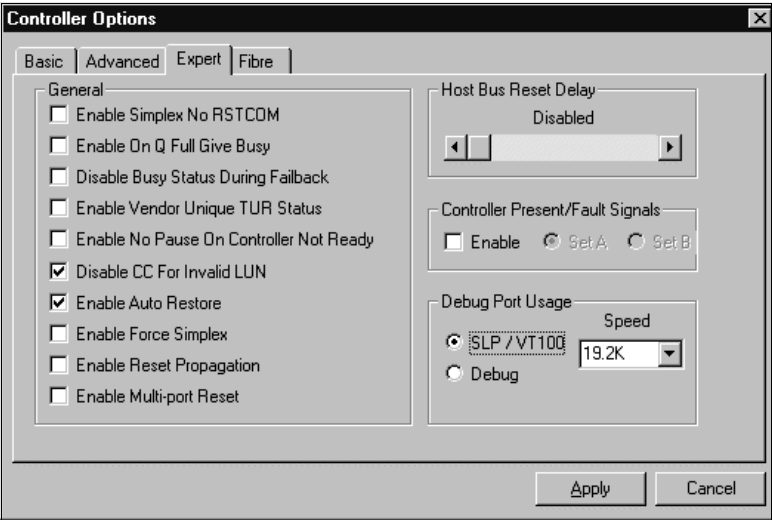 Controller Options
Basic Advanced Expert Fibre
General
Enable Simplex No RSTCOM
Enable On Q Full Give Busy
Disable Busy Status During Failback
Enable Vendor Unique TUR Status
Enable No Pause On Controller Not Ready
Disable CC For Invalid LUN
Enable Auto Restore
Enable Force Simplex
Enable Reset Propagation
Enable Multi-port Reset
Host Bus Reset Delay
Disabled
Controller Present/Fault Signals
Enable Set A Set B
Debug Port Usage
Speed
SLP / VT100 19.2K
Debug
Apply Cancel